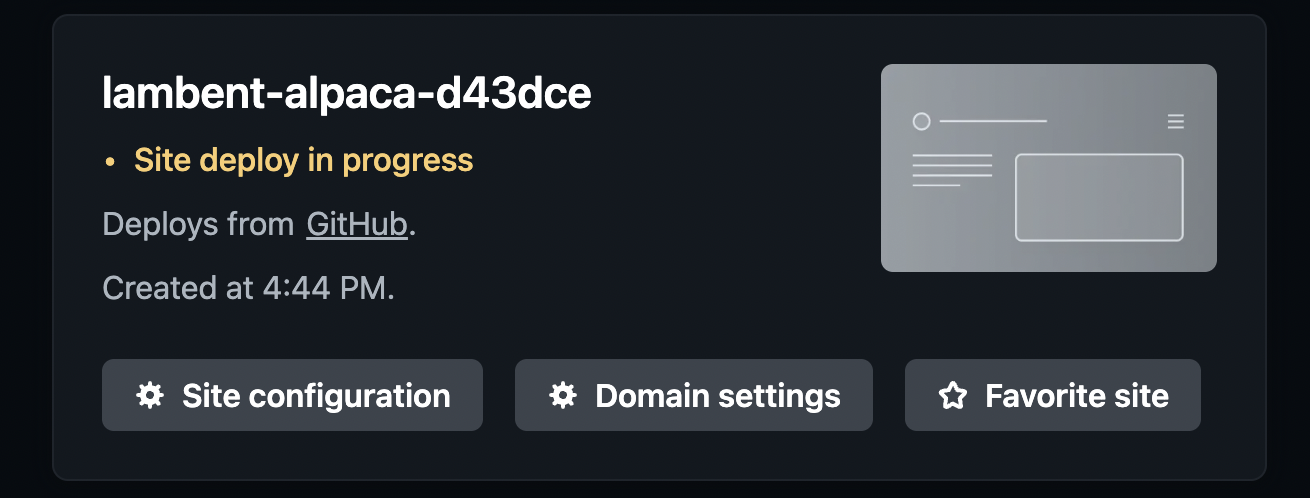 lambent-alpaca-d43dce
• Site deploy in progress
Deploys from GitHub.
Created at 4:44 PM.
Site configuration
Domain settings
Favorite site